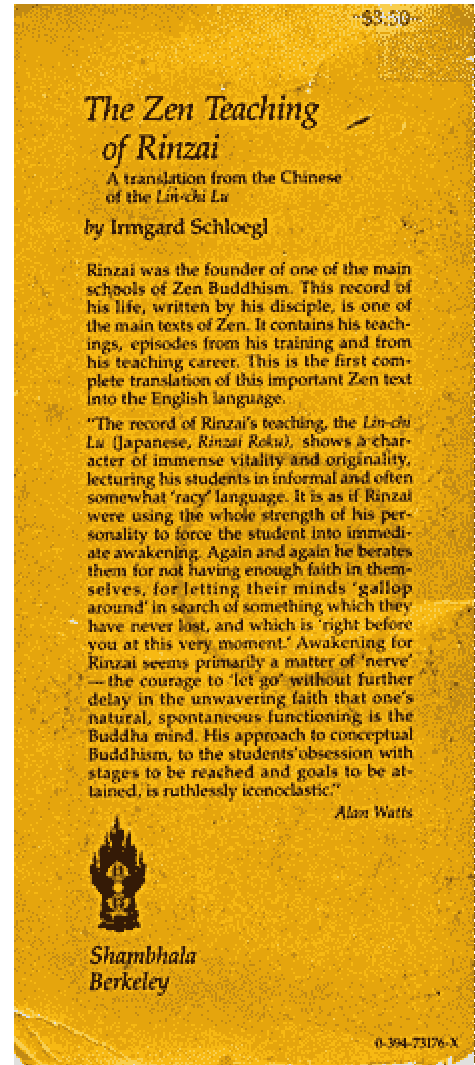 $3.50
The Zen Teaching
of Rinzai
A translation from the Chinese
of the Lin-chi Lu
by Irmgard Schloegl
Rinzai was the founder of one of the main
schools of Zen Buddhism. This record of
his life, written by his disciple, is one of
the main texts of Zen. It contains his teach-
ings, episodes from his training and from
his teaching career. This is the first com-
plete translation of this important Zen text
into the English language.
"The record of Rinzai's teaching, the Lin-chi
Lu (Japanese, Rinzai Roku), shows a char-
acter of immense vitality and originality,
lecturing his students in informal and often
somewhat 'racy' language. It is as if Rinzai
were using the whole strength of his per-
sonality to force the student into immedi-
ate awakening. Again and again he berates
them for not having enough faith in them-
selves, for letting their minds 'gallop
around' in search of something which they
have never lost, and which is 'right before
you at this very moment.' Awakening for
Rinzai seems primarily a matter of 'nerve'
—the courage to 'let go' without further
delay in the unwavering faith that one's
natural, spontaneous functioning is the
Buddha mind. His approach to conceptual
Buddhism, to the students' obsession with
stages to be reached and goals to be at-
tained, is ruthlessly iconoclastic."
Alan Watts
Shambhala
Berkeley
0-394-73176-X